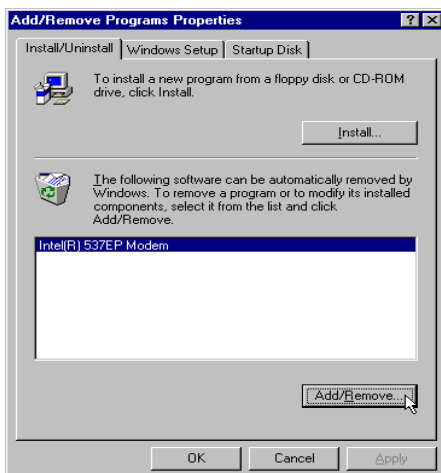 Add/Remove Programs Properties
Install/Uninstall Windows Setup Startup Disk
To install a new program from a floppy disk or CD-ROM
drive, click Install.
Install...
The following software can be automatically removed by
Windows. To remove a program or to modify its installed
components, select it from the list and click
Add/Remove.
Intel(R) 537EP Modem
Add/Remove...
OK Cancel Apply